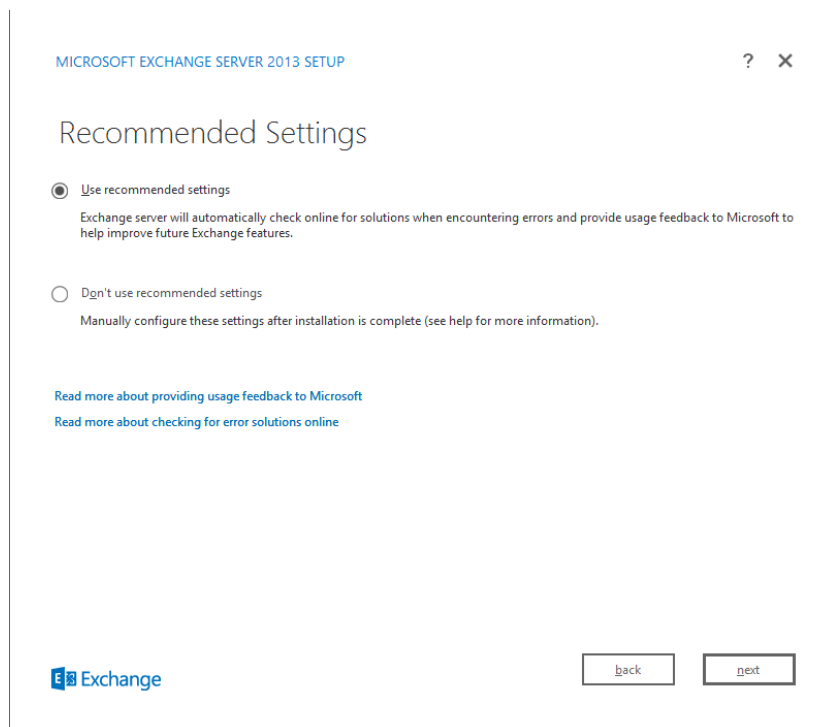 MICROSOFT EXCHANGE SERVER 2013 SETUP
?
Recommended Settings
Use recommended settings
Exchange server will automatically check online for solutions when encountering errors and provide usage feedback to Microsoft to
help improve future Exchange features.
Don't use recommended settings
Manually configure these settings after installation is complete (see help for more information).
Read more about providing usage feedback to Microsoft
Read more about checking for error solutions online
Exchange
back
next